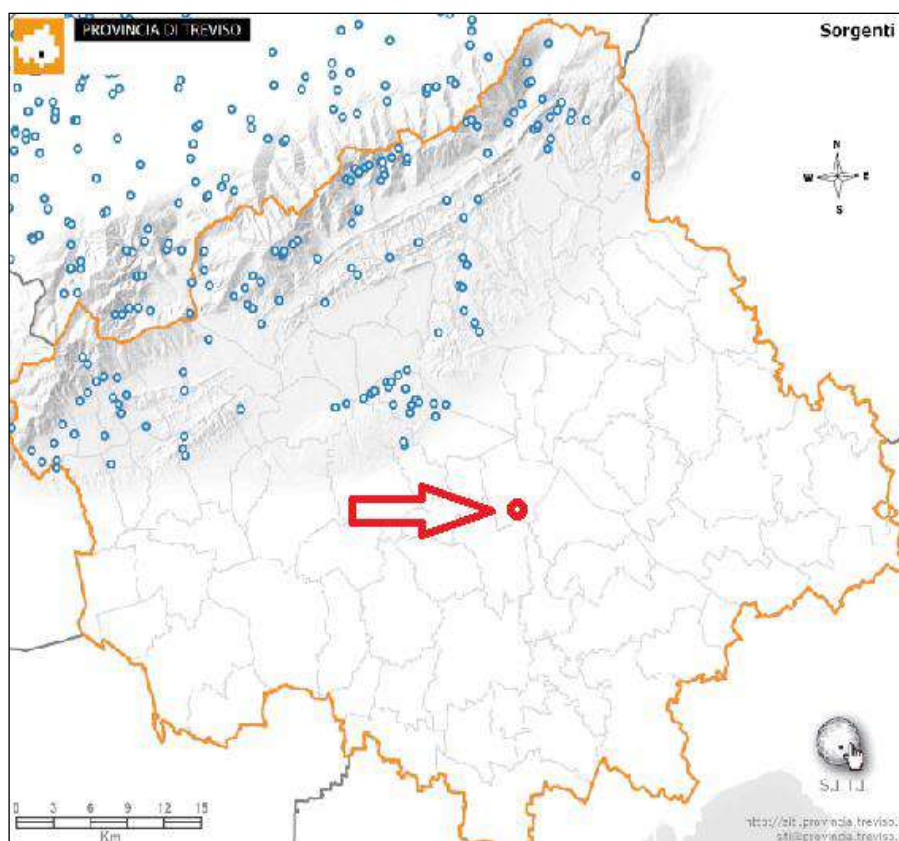 PROVINCIA DI TREVISO
Sorgenti
N
W E
S
0 3 6 9 12 15
Km
S.I.T.I.